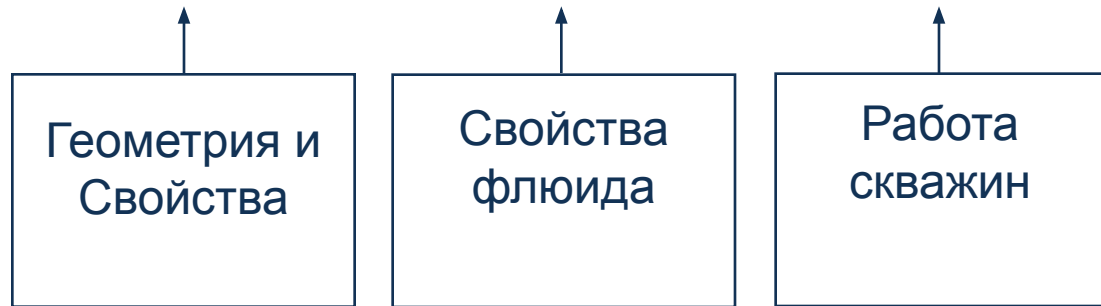 Геометрия и
Свойства
Свойства
флюида
Работа
скважин